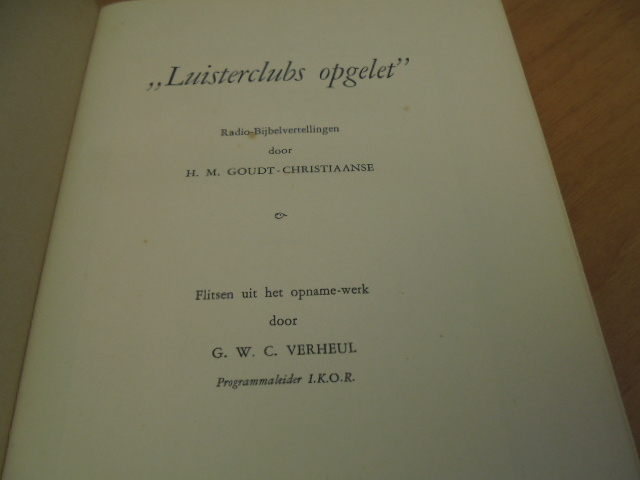 „Luisterclubs opgelet”
Radio-Bijbelvertellingen
door
H. M. GOUDT-CHRISTIAANSE
Flitsen uit het opname-werk
door
G. W. C. VERHEUL
Programmaleider I.K.O.R.